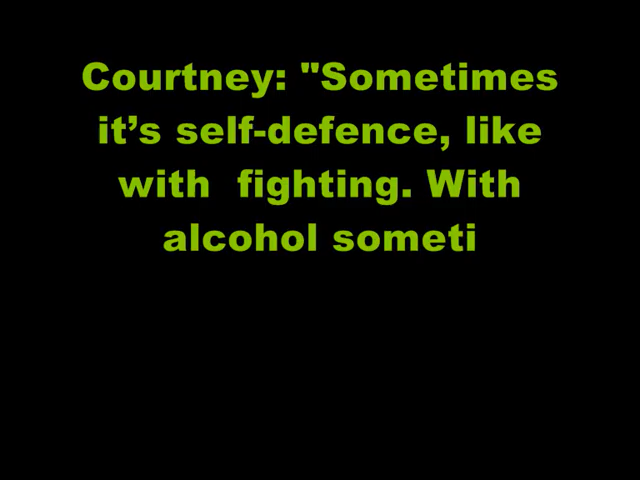 Courtney: "Sometimes
it’s self-defence, like
with  fighting. With
alcohol someti